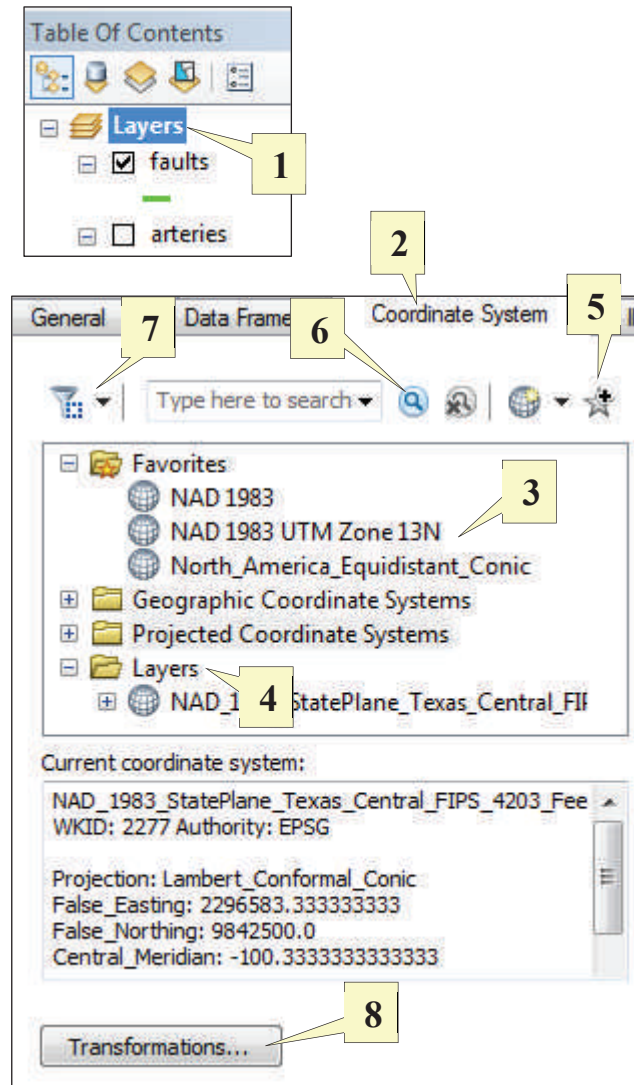 Table Of Contents
Layers
1
faults
arteries
2
General
7
Data Frame
6
Coordinate System
5
Type here to search
Favorites
NAD 1983
3
NAD 1983 UTM Zone 13N
North_America_Equidistant_Conic
Geographic Coordinate Systems
Projected Coordinate Systems
Layers
4
NAD_1 StatePlane_Texas_Central_FI
Current coordinate system:
NAD_1983_StatePlane_Texas_Central_FIPS_4203_Fee
WKID: 2277 Authority: EPSG
Projection: Lambert_Conformal_Conic
False_Easting: 2296583.333333333
False_Northing: 9842500.0
Central_Meridian: -100.3333333333333
8
Transformations...